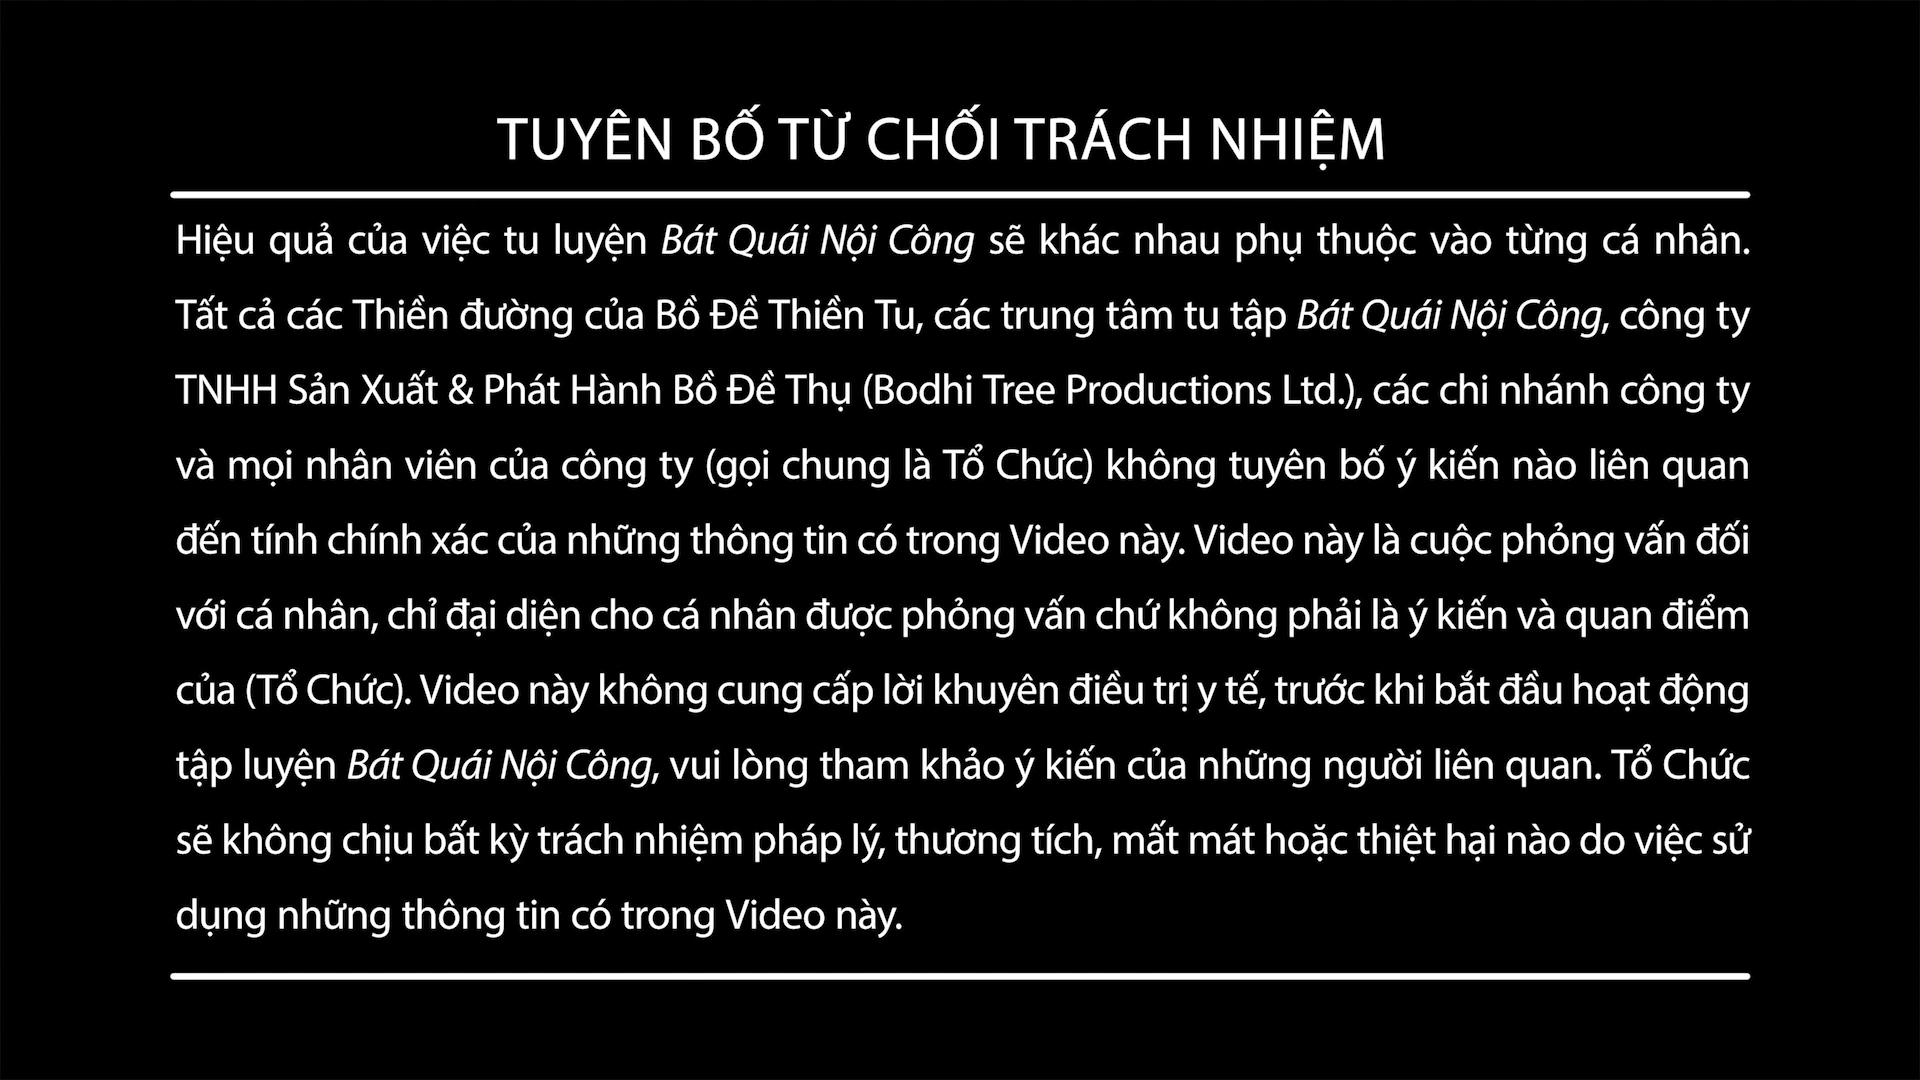 TUYÊN BỐ TỪ CHỐI TRÁCH NHIỆM
Hiệu quả của việc tu luyện Bát Quái Nội Công sẽ khác nhau phụ thuộc vào từng cá nhân.
Tất cả các Thiền đường của Bồ Đề Thiền Tu, các trung tâm tu tập Bát Quái Nội Công, công ty
TNHH Sản Xuất & Phát Hành Bồ Đề Thụ (Bodhi Tree Productions Ltd.), các chi nhánh công ty
và mọi nhân viên của công ty (gọi chung là Tổ Chức) không tuyên bố ý kiến nào liên quan
đến tính chính xác của những thông tin có trong Video này. Video này là cuộc phỏng vấn đối
với cá nhân, chỉ đại diện cho cá nhân được phỏng vấn chứ không phải là ý kiến và quan điểm
của (Tổ Chức). Video này không cung cấp lời khuyên điều trị y tế, trước khi bắt đầu hoạt động
tập luyện Bát Quái Nội Công, vui lòng tham khảo ý kiến của những người liên quan. Tổ Chức
sẽ không chịu bất kỳ trách nhiệm pháp lý, thương tích, mất mát hoặc thiệt hại nào do việc sử
dụng những thông tin có trong Video này.